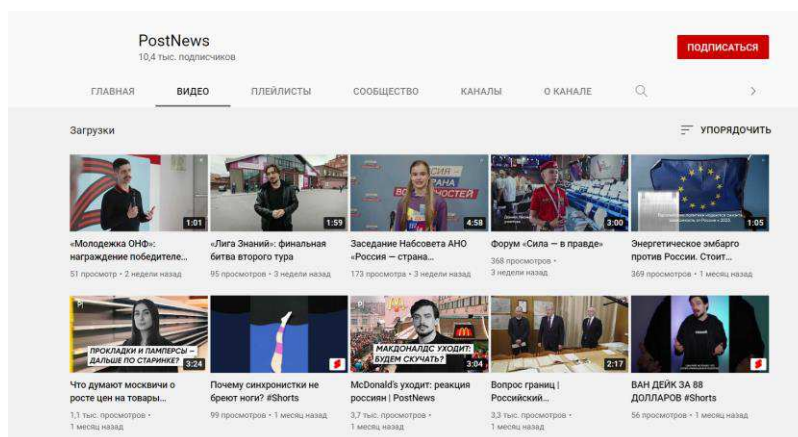 PostNews
10,4 тыс. подписчиков
ПОДПИСАТЬСЯ
ГЛАВНАЯ ВИДЕО ПЛЕЙЛИСТЫ СООБЩЕСТВО КАНАЛЫ О КАНАЛЕ
Загрузки
УПОРЯДОЧИТЬ
1:01 1:59 4:58 3:00 1:05
«Молодежка ОНФ»: награждение победителе...
51 просмотр • 2 недели назад
«Лига Знаний»: финальная битва второго тура
95 просмотров • 3 недели назад
Заседание Набсовета АНО «Россия — страна...
173 просмотра • 3 недели назад
Форум «Сила — в правде»
368 просмотров •
3 недели назад
Энергетическое эмбарго против России. Стоит...
369 просмотров • 1 месяц назад
ПРОКЛАДКИ И ПАМПЕРСЫ –
ДАЛЬШЕ ПО СТАРИНКЕ?
3:24
МАКДОНАЛДС УХОДИТ:
БУДЕМ СКУЧАТЬ?
3:04
2:17
Что думают москвичи о росте цен на товары...
1,1 тыс. просмотров •
1 месяц назад
Почему синхронистки не бреют ноги? #Shorts
99 просмотров • 1 месяц назад
McDonald's уходит: реакция россиян | PostNews
3,7 тыс. просмотров •
1 месяц назад
Вопрос границ | Российский...
3,3 тыс. просмотров •
1 месяц назад
ВАН ДЕЙК ЗА 88 ДОЛЛАРОВ #Shorts
56 просмотров • 1 месяц назад